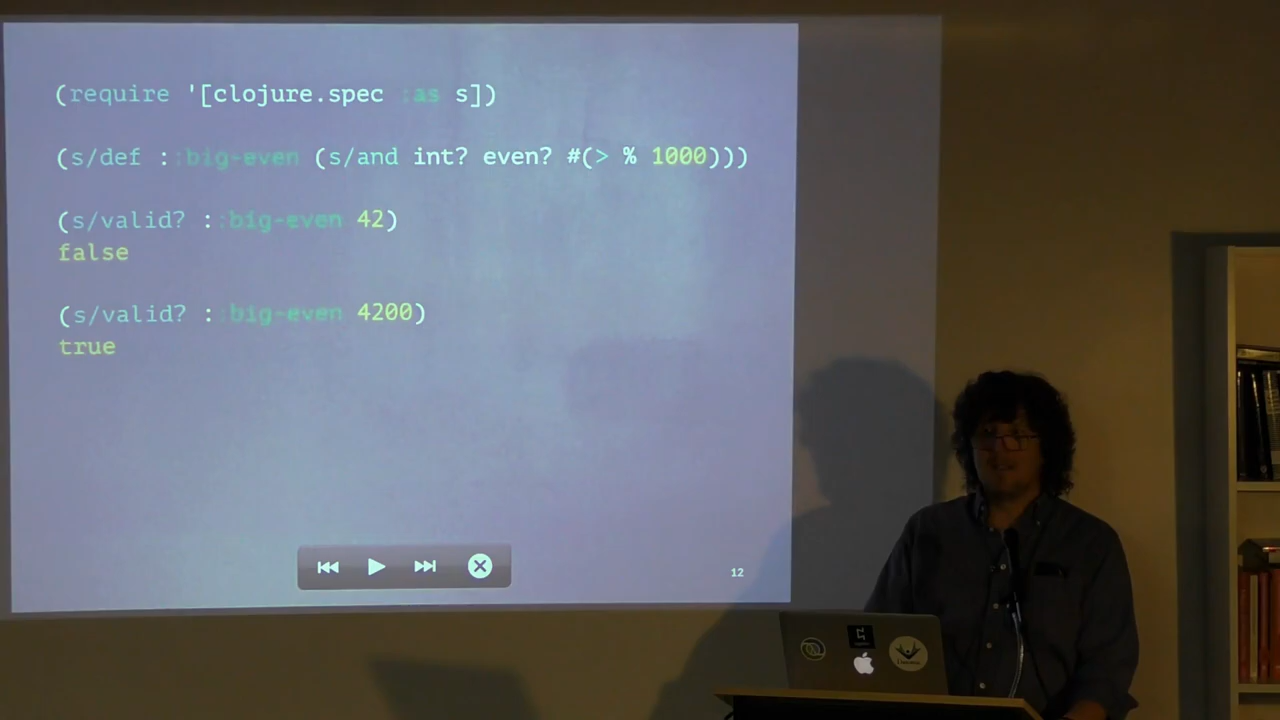 (require '[clojure.spec :as s])
(s/def ::big-even (s/and int? even? #(> % 1000)))
(s/valid? ::big-even 42)
false
(s/valid? ::big-even 4200)
true
12